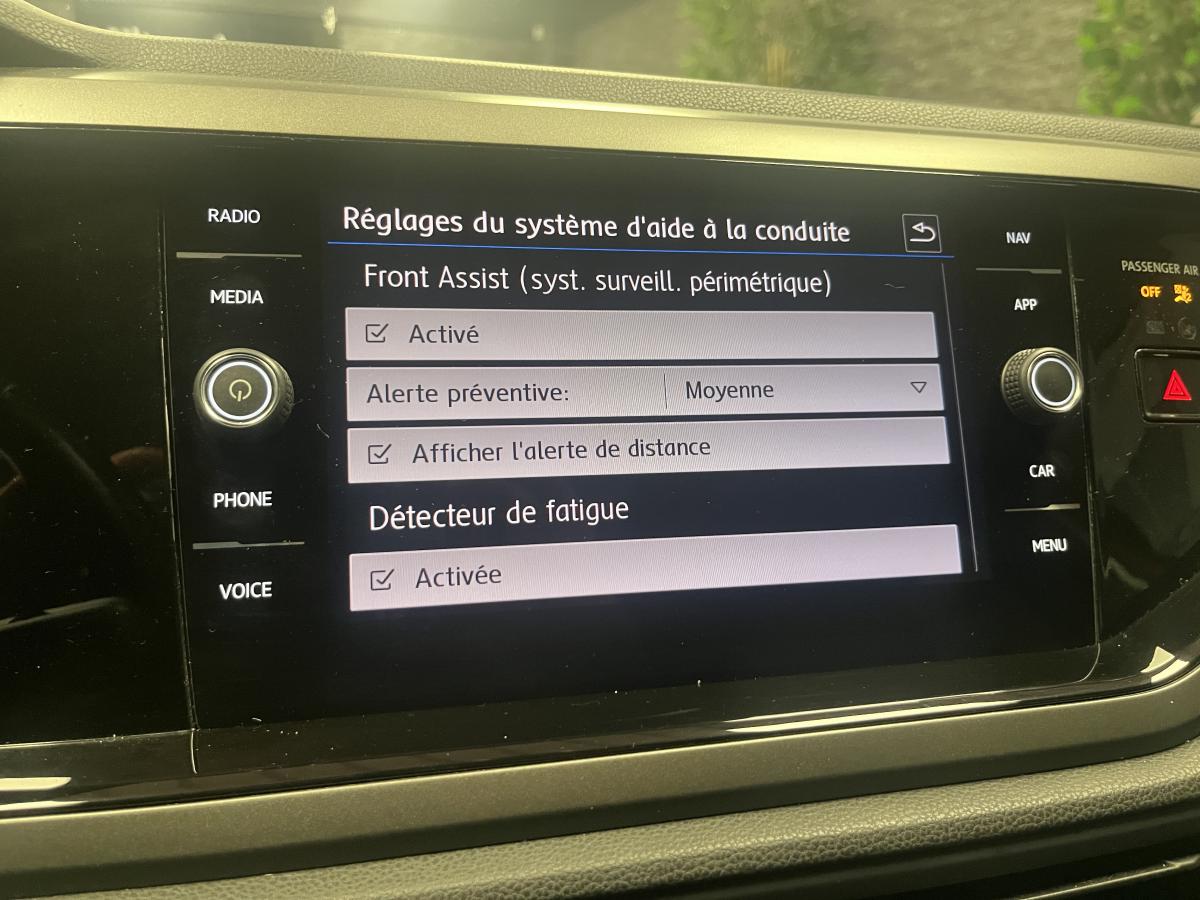 RADIO
MEDIA
PHONE
VOICE
Réglages du système d'aide à la conduite
Front Assist (syst. surveill. périmétrique)
Activé
Alerte préventive: Moyenne
Afficher l'alerte de distance
Détecteur de fatigue
Activée
NAV
APP
CAR
MENU
PASSENGER AIR
OFF